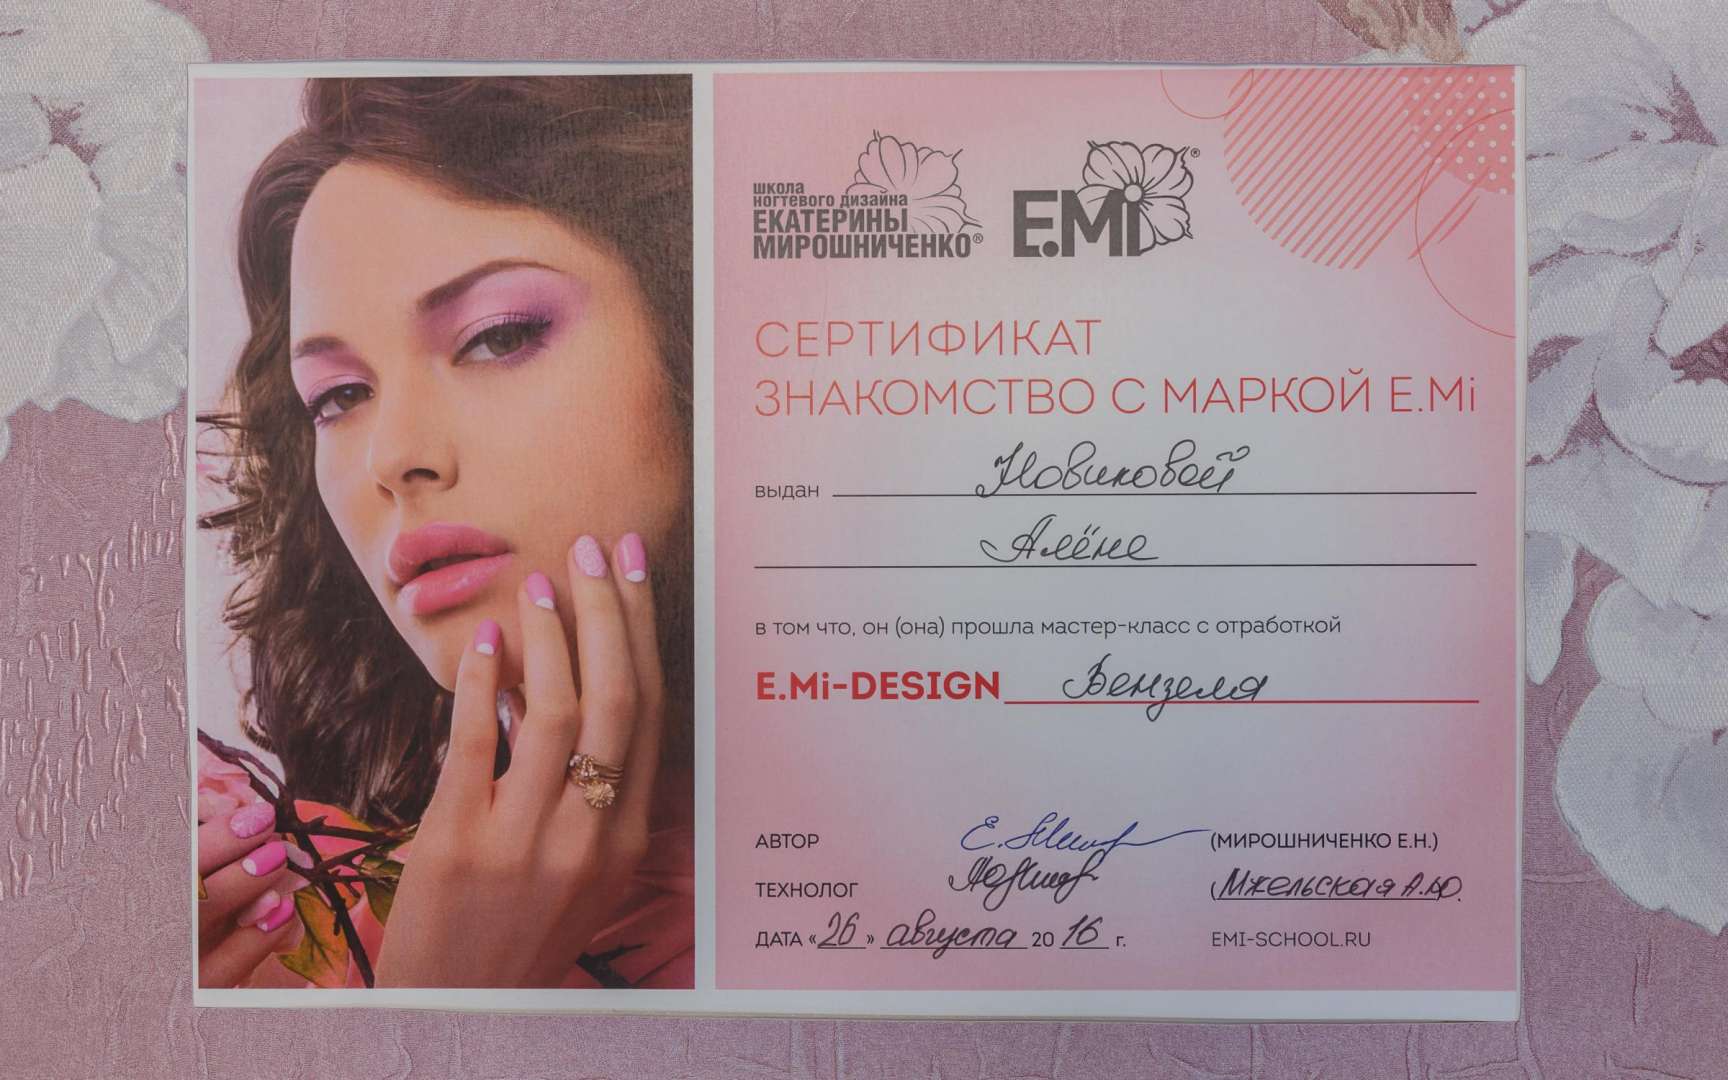 ШКОЛА
НОГТЕВОГО ДИЗАЙНА
ЕКАТЕРИНЫ
МИРОШНИЧЕНКО®
E.Mi®
СЕРТИФИКАТ
ЗНАКОМСТВО С МАРКОЙ E.Mi
выдан Новиковой
Алёне
в том что, он (она) прошла мастер-класс с отработкой
E.Mi-DESIGN Вензеля
АВТОР (МИРОШНИЧЕНКО Е.Н.)
ТЕХНОЛОГ (Мжельская А.Ю.
ДАТА «26» августа 2016 г. EMI-SCHOOL.RU